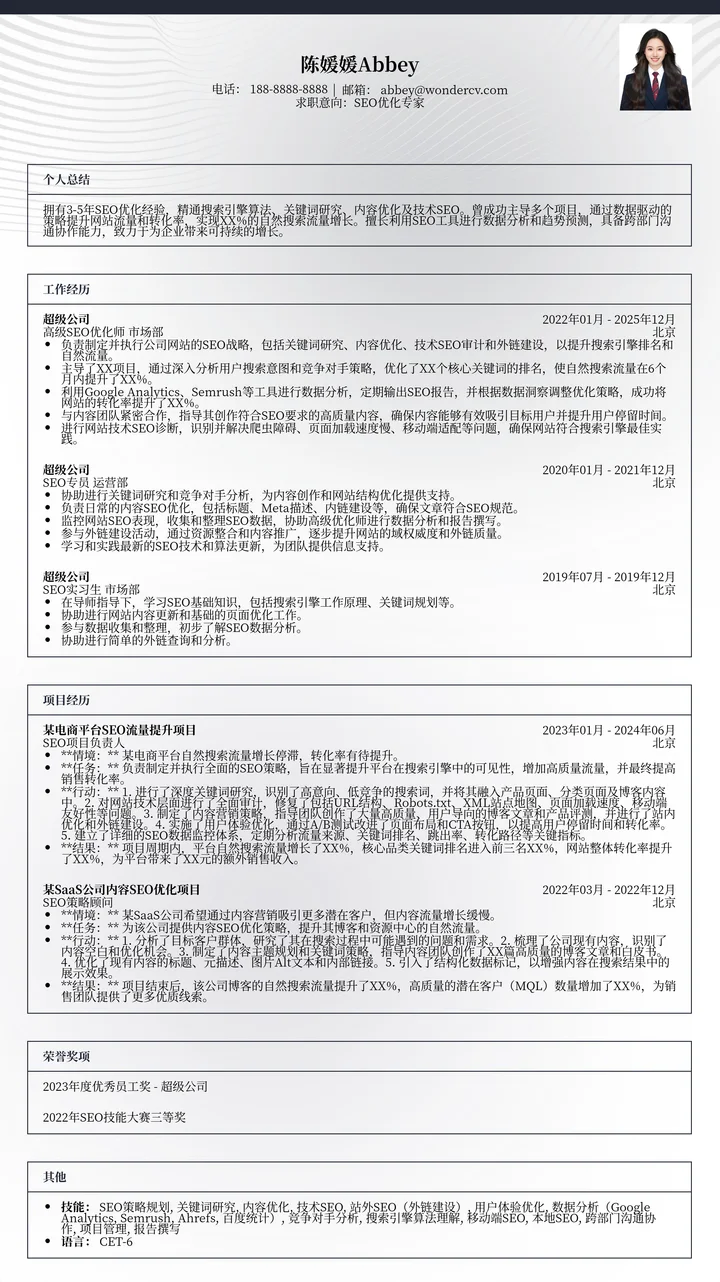 陈媛媛Abbey
电话： 188-8888-8888 | 邮箱： abbey@wondercv.com
求职意向：SEO优化专家
个人总结
拥有3-5年SEO优化经验，精通搜索引擎算法、关键词研究、内容优化及技术SEO。曾成功主导多个项目，通过数据驱动的
策略提升网站流量和转化率，实现XX%的自然搜索流量增长。擅长利用SEO工具进行数据分析和趋势预测，具备跨部门沟
通协作能力，致力于为企业带来可持续的增长。
工作经历
超级公司 2022年01月 - 2025年12月
高级SEO优化师 市场部 北京
• 负责制定并执行公司网站的SEO战略，包括关键词研究、内容优化、技术SEO审计和外链建设，以提升搜索引擎排名和
自然流量。
• 主导了XX项目，通过深入分析用户搜索意图和竞争对手策略，优化了XX个核心关键词的排名，使自然搜索流量在6个
月内提升了XX%。
• 利用Google Analytics、Semrush等工具进行数据分析，定期输出SEO报告，并根据数据洞察调整优化策略，成功将
网站的转化率提升了XX%。
• 与内容团队紧密合作，指导其创作符合SEO要求的高质量内容，确保内容能够有效吸引目标用户并提升用户停留时间。
• 进行网站技术SEO诊断，识别并解决爬虫障碍、页面加载速度慢、移动端适配等问题，确保网站符合搜索引擎最佳实
践。
超级公司 2020年01月 - 2021年12月
SEO专员 运营部 北京
• 协助进行关键词研究和竞争对手分析，为内容创作和网站结构优化提供支持。
• 负责日常的内容SEO优化，包括标题、Meta描述、内链建设等，确保文章符合SEO规范。
• 监控网站SEO表现，收集和整理SEO数据，协助高级优化师进行数据分析和报告撰写。
• 参与外链建设活动，通过资源整合和内容推广，逐步提升网站的域权威度和外链质量。
• 学习和实践最新的SEO技术和算法更新，为团队提供信息支持。
超级公司 2019年07月 - 2019年12月
SEO实习生 市场部 北京
• 在导师指导下，学习SEO基础知识，包括搜索引擎工作原理、关键词规划等。
• 协助进行网站内容更新和基础的页面优化工作。
• 参与数据收集和整理，初步了解SEO数据分析。
• 协助进行简单的外链查询和分析。
项目经历
某电商平台SEO流量提升项目 2023年01月 - 2024年06月
SEO项目负责人 北京
• **情境：** 某电商平台自然搜索流量增长停滞，转化率有待提升。
• **任务：** 负责制定并执行全面的SEO策略，旨在显著提升平台在搜索引擎中的可见性，增加高质量流量，并最终提高
销售转化率。
• **行动：** 1. 进行了深度关键词研究，识别了高意向、低竞争的搜索词，并将其融入产品页面、分类页面及博客内容
中。2. 对网站技术层面进行了全面审计，修复了包括URL结构、Robots.txt、XML站点地图、页面加载速度、移动端
友好性等问题。3. 制定了内容营销策略，指导团队创作了大量高质量，用户导向的博客文章和产品评测，并进行了站内
优化和外链建设。4. 实施了用户体验优化，通过A/B测试改进了页面布局和CTA按钮，以提高用户停留时间和转化率。
5. 建立了详细的SEO数据监控体系，定期分析流量来源、关键词排名、跳出率、转化路径等关键指标。
• **结果：** 项目周期内，平台自然搜索流量增长了XX%，核心品类关键词排名进入前三名XX%，网站整体转化率提升
了XX%，为平台带来了XX元的额外销售收入。
某SaaS公司内容SEO优化项目 2022年03月 - 2022年12月
SEO策略顾问 北京
• **情境：** 某SaaS公司希望通过内容营销吸引更多潜在客户，但内容流量增长缓慢。
• **任务：** 为该公司提供内容SEO优化策略，提升其博客和资源中心的自然流量。
• **行动：** 1. 分析了目标客户群体，研究了其在搜索过程中可能遇到的问题和需求。2. 梳理了公司现有内容，识别了
内容空白和优化机会。3. 制定了内容主题规划和关键词策略，指导内容团队创作了XX篇高质量的博客文章和白皮书。
4. 优化了现有内容的标题、元描述、图片Alt文本和内部链接。5. 引入了结构化数据标记，以增强内容在搜索结果中的
展示效果。
• **结果：** 项目结束后，该公司博客的自然搜索流量提升了XX%，高质量的潜在客户（MQL）数量增加了XX%，为销
售团队提供了更多优质线索。
荣誉奖项
2023年度优秀员工奖 - 超级公司
2022年SEO技能大赛三等奖
其他
• 技能： SEO策略规划, 关键词研究, 内容优化, 技术SEO, 站外SEO（外链建设）, 用户体验优化, 数据分析（Google
Analytics, Semrush, Ahrefs, 百度统计）, 竞争对手分析, 搜索引擎算法理解, 移动端SEO, 本地SEO, 跨部门沟通协
作, 项目管理, 报告撰写
• 语言： CET-6